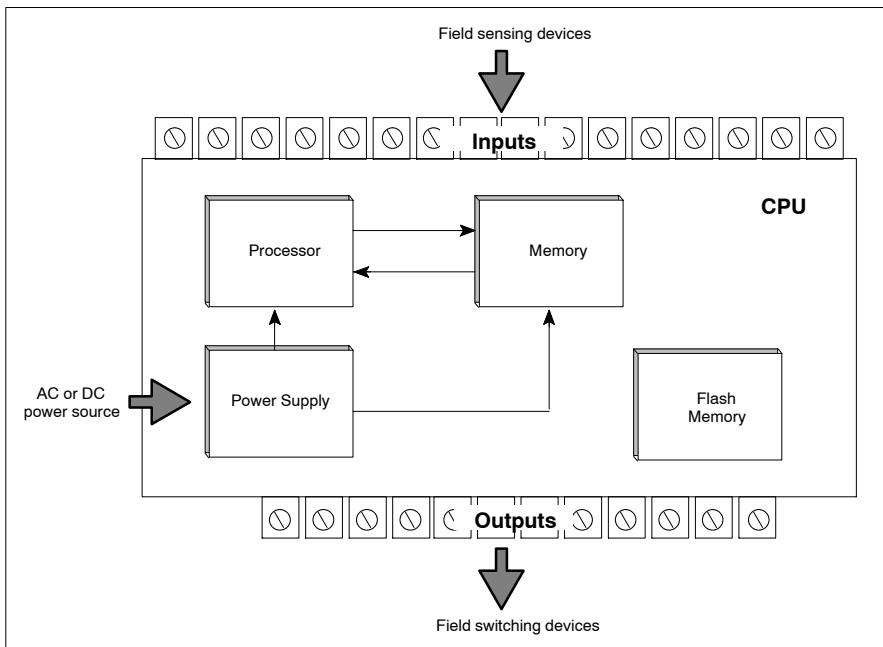 Field sensing devices
Inputs
CPU
Processor
Memory
AC or DC
power source
Power Supply
Flash
Memory
Outputs
Field switching devices